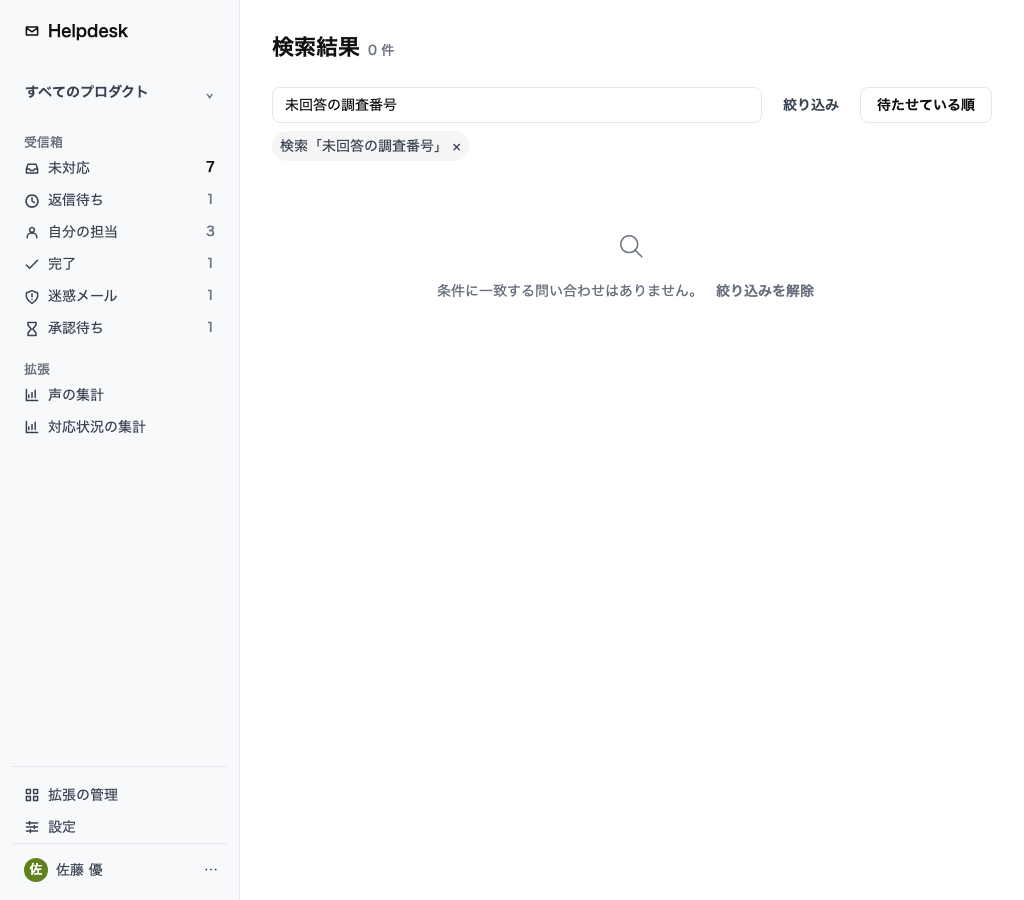 Helpdesk
すべてのプロダクト
受信箱
未対応 7
返信待ち 1
自分の担当 3
完了 1
迷惑メール 1
承認待ち 1
拡張
声の集計
対応状況の集計
拡張の管理
設定
佐 佐藤 優 …
検索結果 0 件
未回答の調査番号 絞り込み 待たせている順
検索「未回答の調査番号」 ×
条件に一致する問い合わせはありません。 絞り込みを解除